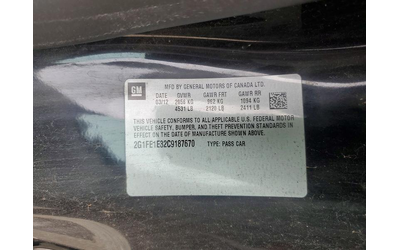 GM
MFD BY GENERAL MOTORS OF CANADA LTD.
DATE GVWR GAWR FRT GAWR RR
03/12 KG KG 1094 KG
4531 LB 2120 LB 2411 LB
THIS VEHICLE CONFORMS TO ALL APPLICABLE U.S. FEDERAL MOTOR
VEHICLE SAFETY, BUMPER, AND THEFT PREVENTION STANDARDS
IN EFFECT ON THE DATE OF MANUFACTURE SHOWN ABOVE.
2G1FE1E32C9187670
TYPE: PASS CAR